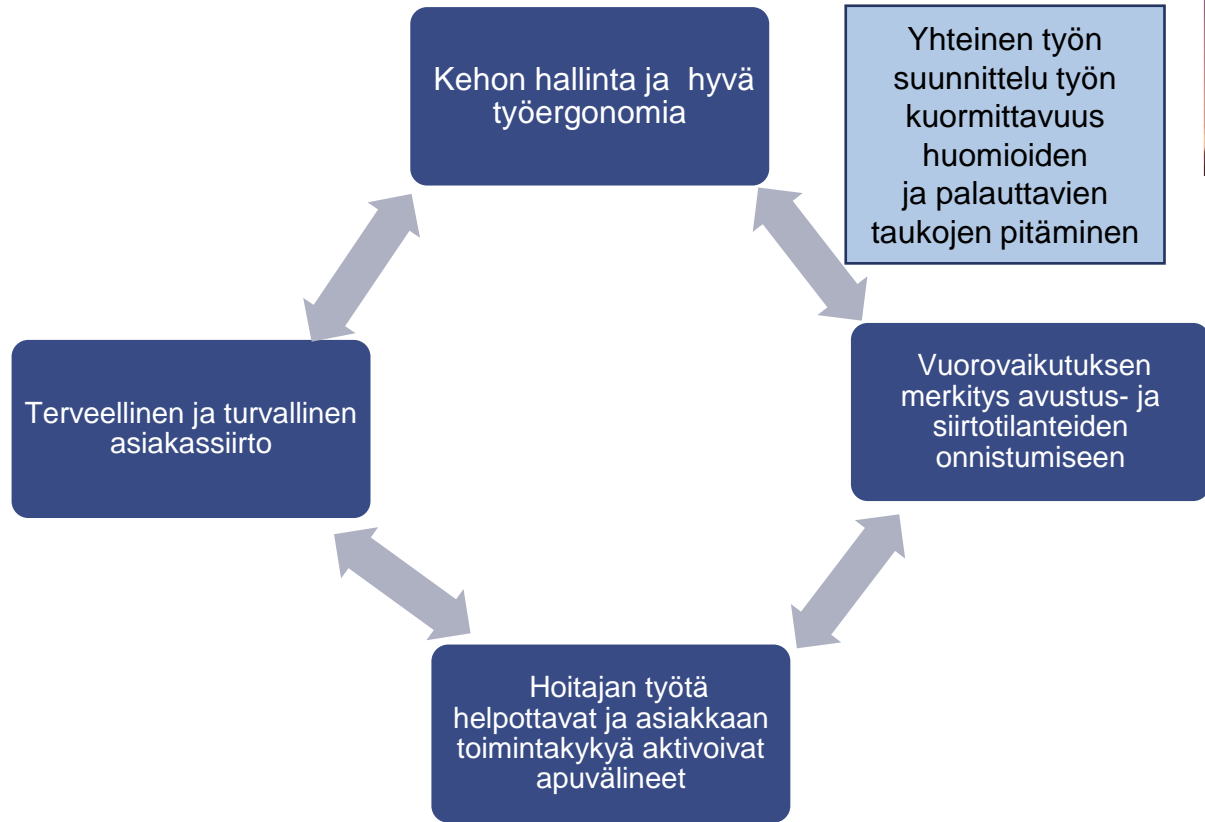 Kehon hallinta ja hyvä
työergonomia
Yhteinen työn
suunnittelu työn
kuormittavuus
huomioiden
ja palauttavien
taukojen pitäminen
Vuorovaikutuksen
merkitys avustus- ja
siirtotilanteiden
onnistumiseen
Terveellinen ja turvallinen
asiakassiirto
Hoitajan työtä
helpottavat ja asiakkaan
toimintakykyä aktivoivat
apuvälineet